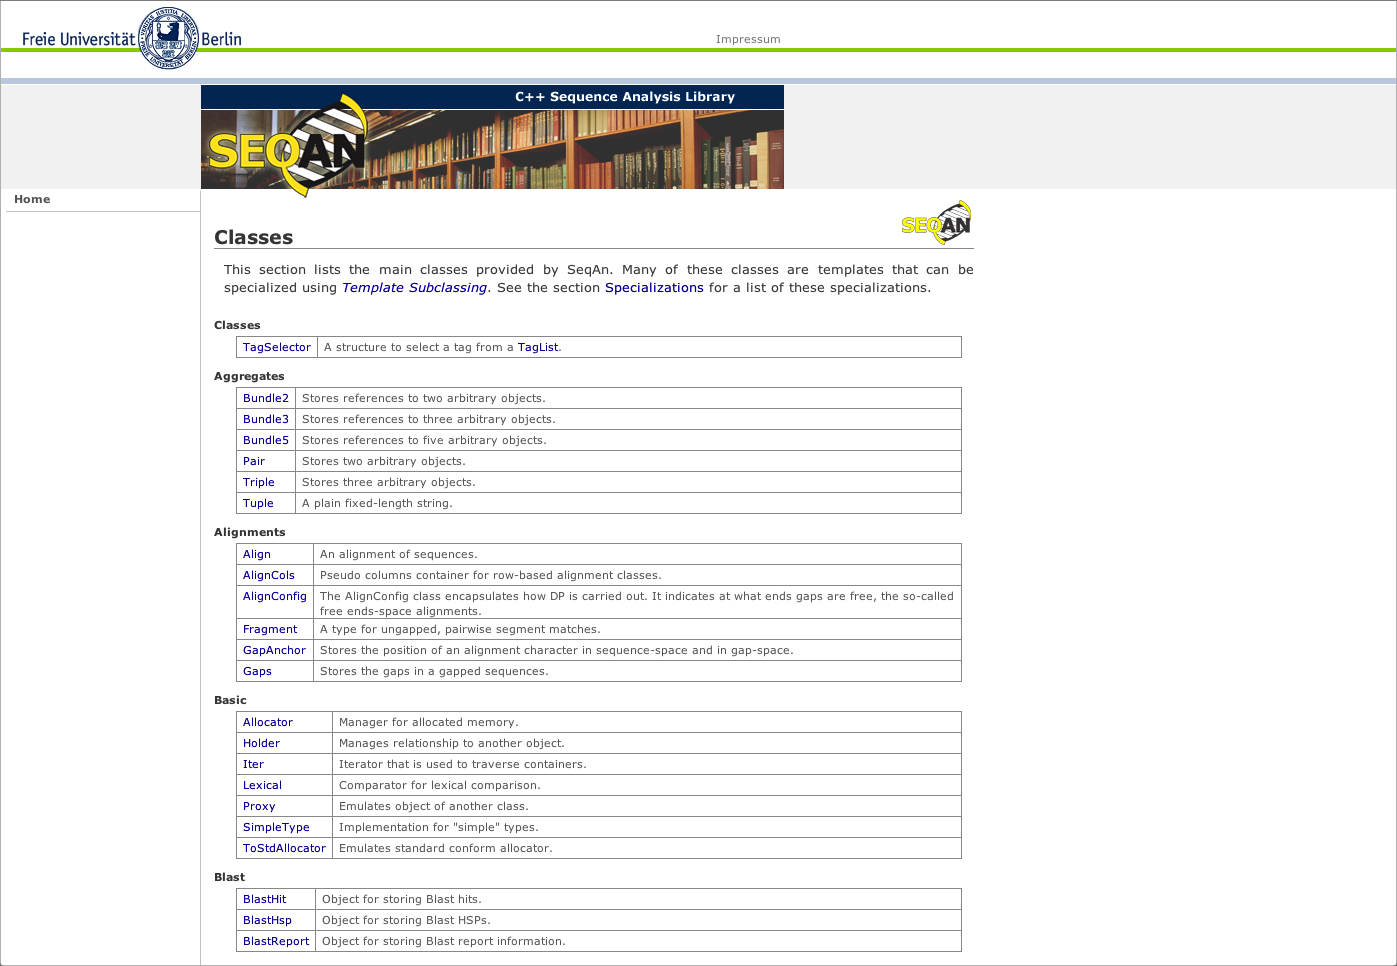 Freie Universität Berlin
Impressum
C++ Sequence Analysis Library
SEQAN
Home
SEQAN
Classes
This section lists the main classes provided by SeqAn. Many of these classes are templates that can be
specialized using Template Subclassing. See the section Specializations for a list of these specializations.
Classes
TagSelector A structure to select a tag from a TagList.
Aggregates
Bundle2 Stores references to two arbitrary objects.
Bundle3 Stores references to three arbitrary objects.
Bundle5 Stores references to five arbitrary objects.
Pair Stores two arbitrary objects.
Triple Stores three arbitrary objects.
Tuple A plain fixed-length string.
Alignments
Align An alignment of sequences.
AlignCols Pseudo columns container for row-based alignment classes.
AlignConfig The AlignConfig class encapsulates how DP is carried out. It indicates at what ends gaps are free, the so-called
free ends-space alignments.
Fragment A type for ungapped, pairwise segment matches.
GapAnchor Stores the position of an alignment character in sequence-space and in gap-space.
Gaps Stores the gaps in a gapped sequences.
Basic
Allocator Manager for allocated memory.
Holder Manages relationship to another object.
Iter Iterator that is used to traverse containers.
Lexical Comparator for lexical comparison.
Proxy Emulates object of another class.
SimpleType Implementation for "simple" types.
ToStdAllocator Emulates standard conform allocator.
Blast
BlastHit Object for storing Blast hits.
BlastHsp Object for storing Blast HSPs.
BlastReport Object for storing Blast report information.